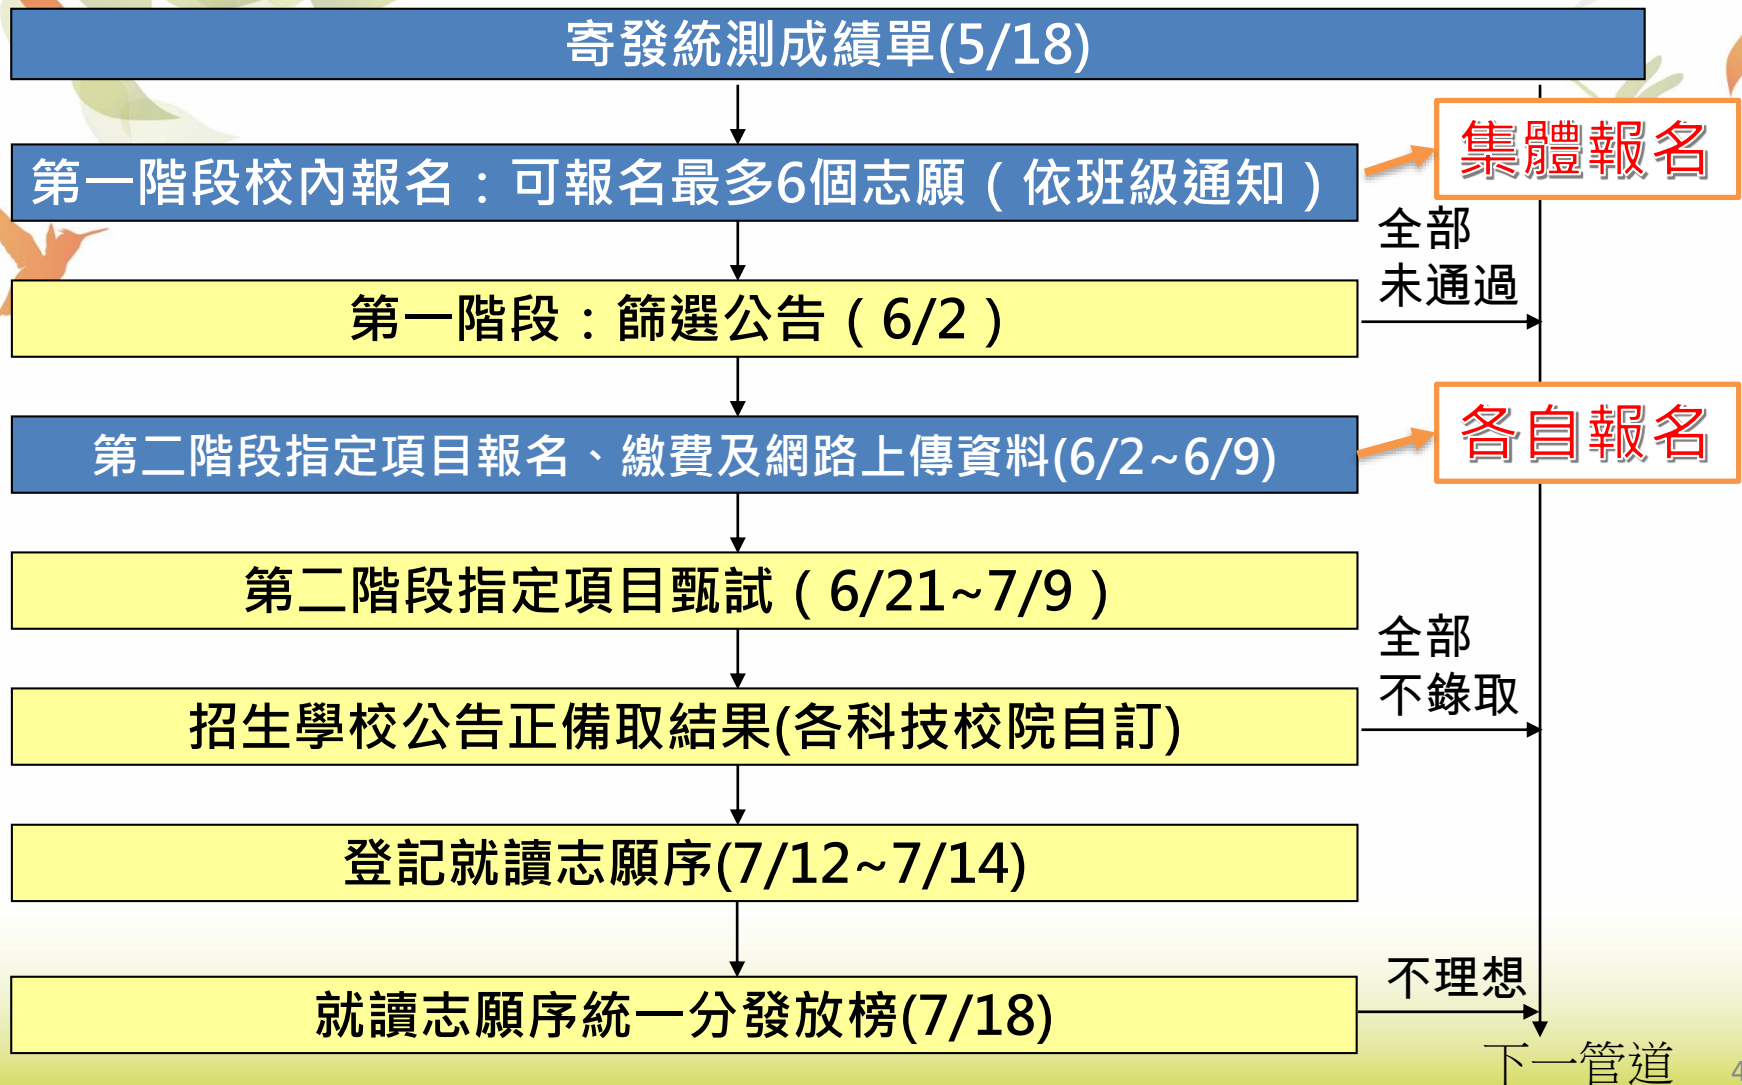 寄發統測成績單(5/18)
集體報名
第一階段校內報名：可報名最多6個志願（依班級通知）
全部
未通過
第一階段：篩選公告（6/2）
各自報名
第二階段指定項目報名、繳費及網路上傳資料(6/2~6/9)
第二階段指定項目甄試（6/21~7/9）
全部
不錄取
招生學校公告正備取結果(各科技校院自訂)
登記就讀志願序(7/12~7/14)
不理想
就讀志願序統一分發放榜(7/18)
下一管道
4